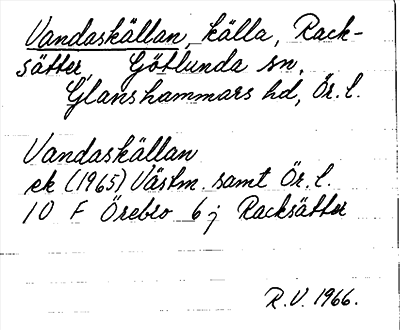 Vandaskällan, källa, Rack-
sätter, Götlunda sn,
Glanshammars hd, Ör. l.
Vandaskällan
ek (1965) Västm. samt Ör. l.
10 F Örebro 6 j Racksätter
R.V. 1966.